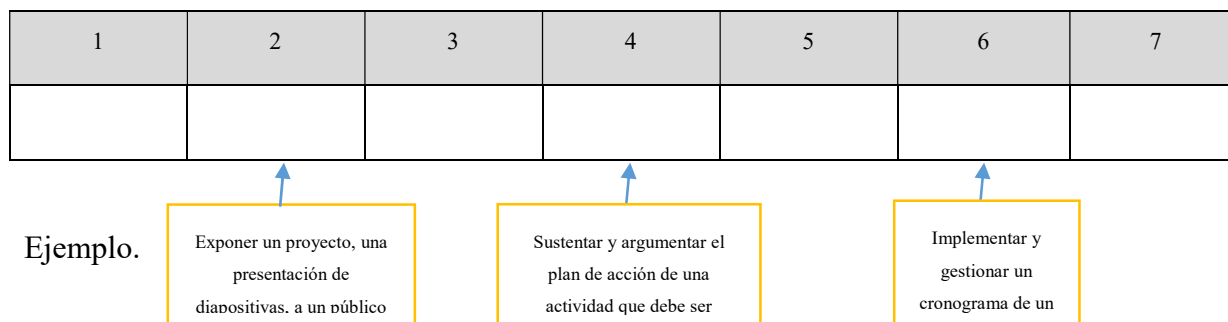 1 2 3 4 5 6 7
Ejemplo.
Exponer un proyecto, una
presentación de
diapositivas, a un público
Sustentar y argumentar el
plan de acción de una
actividad que debe ser
Implementar y
gestionar un
cronograma de un